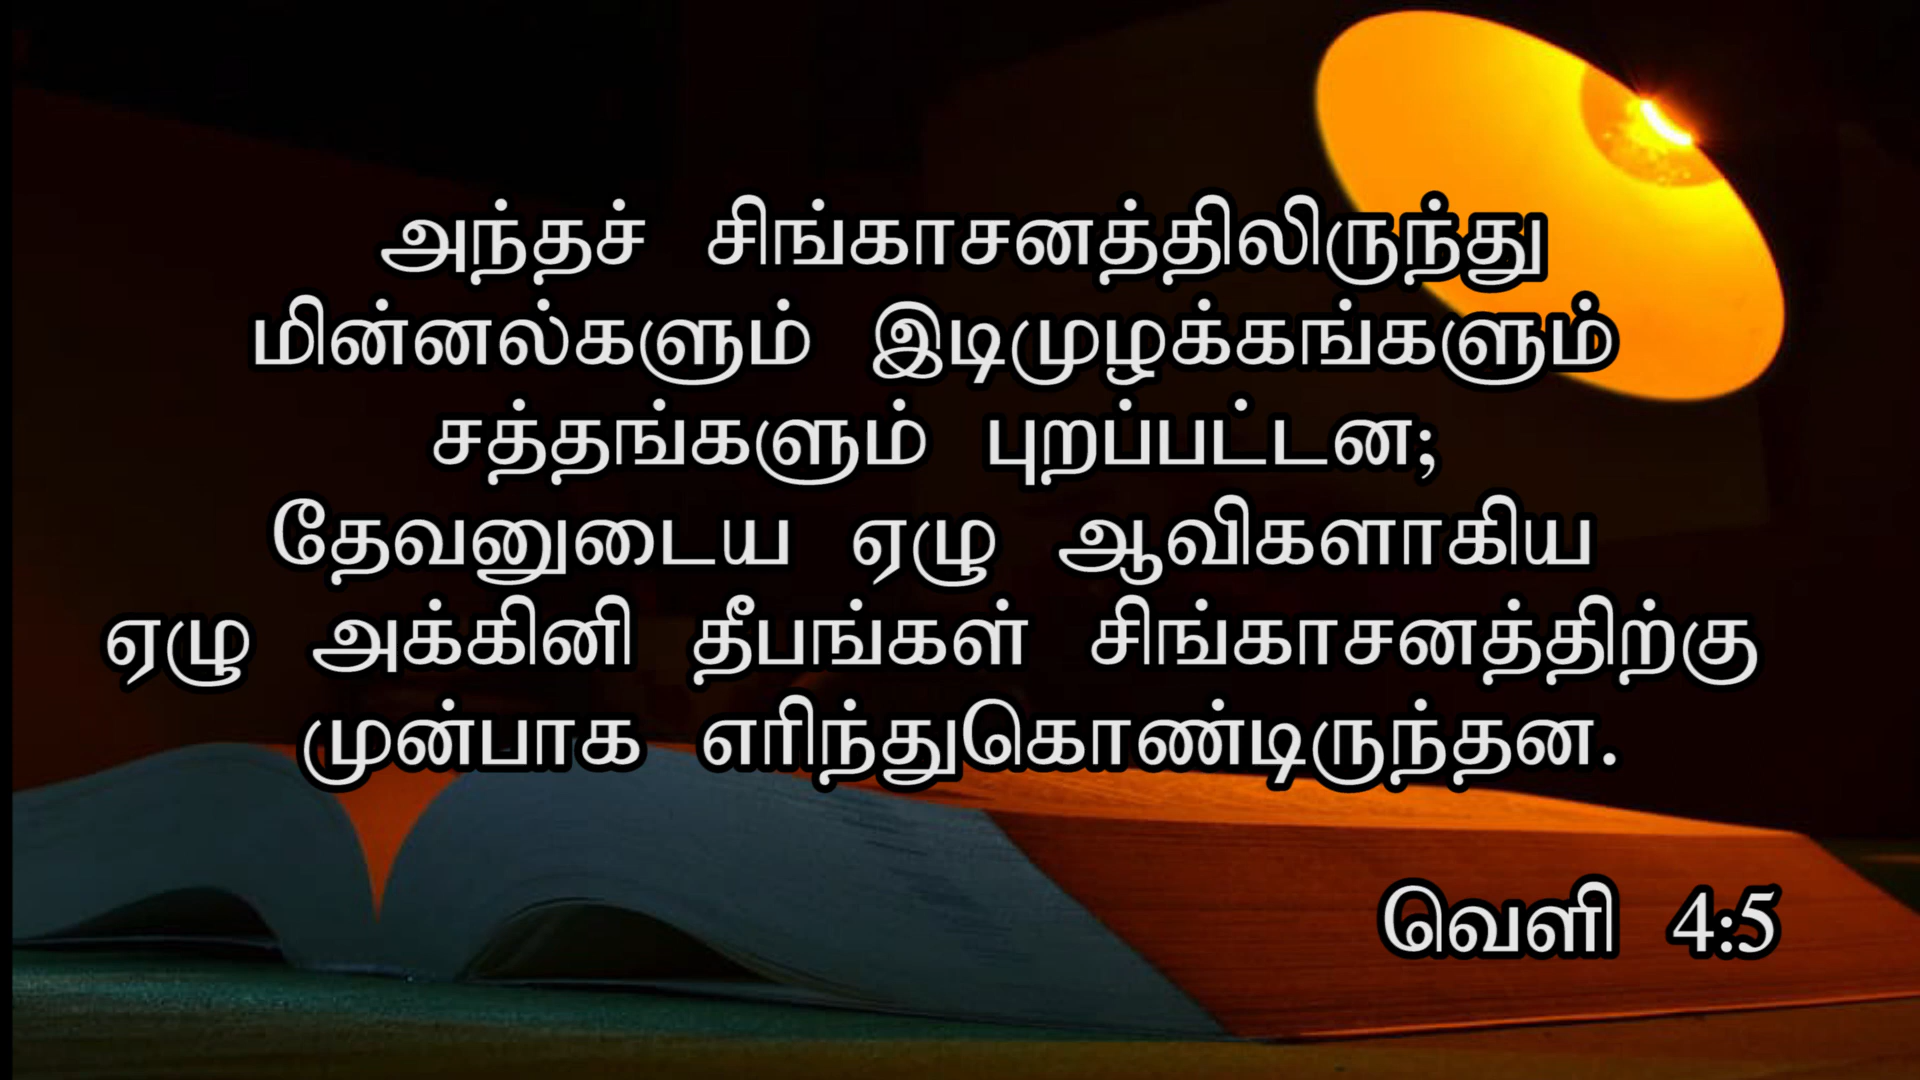 அந்தச் சிங்காசனத்திலிருந்து
மின்னல்களும் இடிமுழக்கங்களும்
சத்தங்களும் புறப்பட்டன;
தேவனுடைய ஏழு ஆவிகளாகிய
ஏழு அக்கினி தீபங்கள் சிங்காசனத்திற்கு
முன்பாக எரிந்துகொண்டிருந்தன.
வெளி 4:5